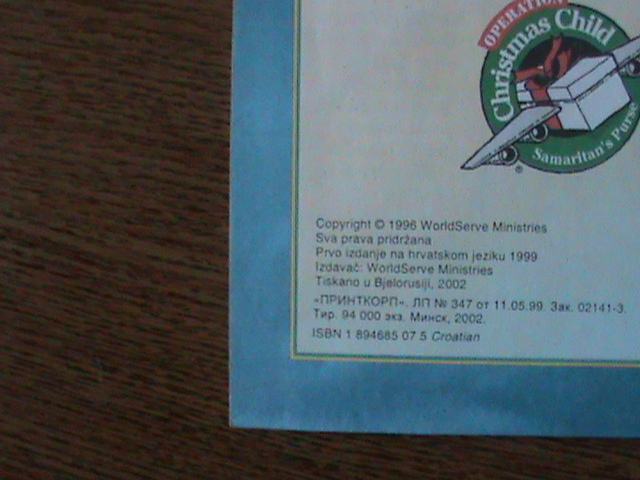 OPERATION
Christmas Child
Samaritan's Purse
®
Copyright © 1996 WorldServe Ministries
Sva prava pridržana
Prvo izdanje na hrvatskom jeziku 1999
Izdavač: WorldServe Ministries
Tiskano u Bjelorusiji, 2002
«ПРИНТКОРП». ЛП № 347 от 11.05.99. Зак. 02141-3.
Тир. 94 000 экз. Минск, 2002.
ISBN 1 894685 07 5 Croatian